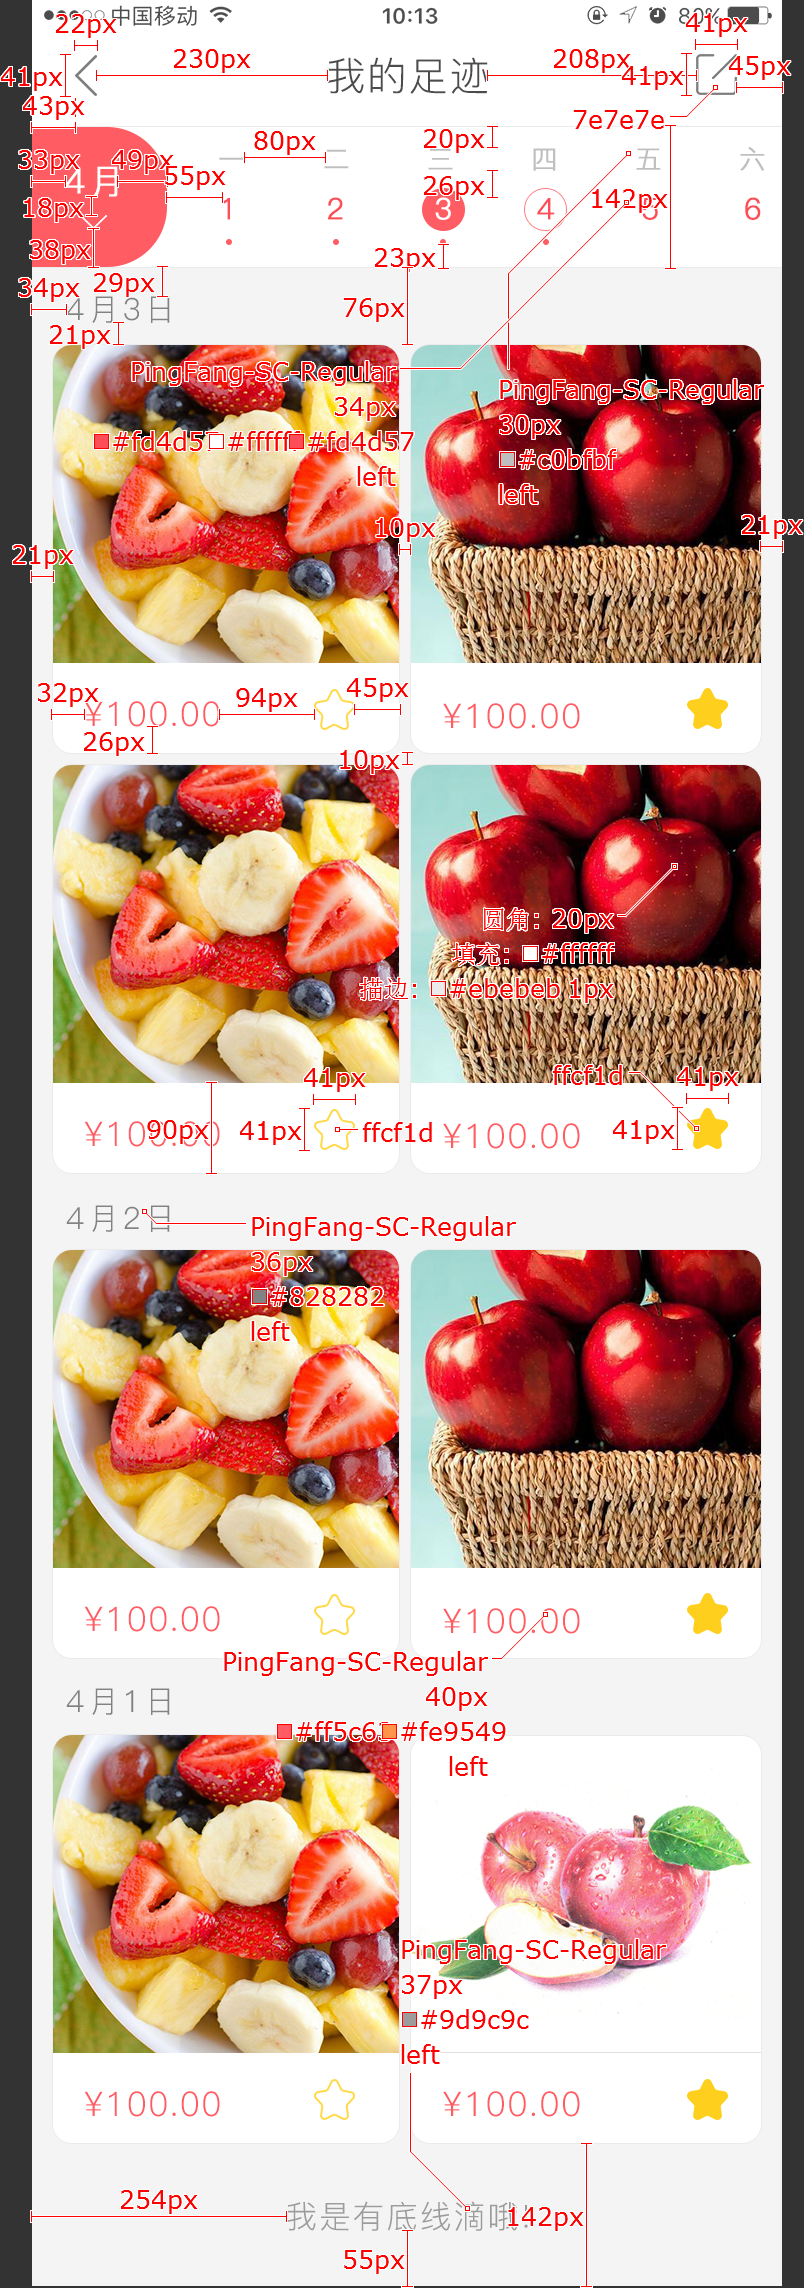 中国移动 10:13 80%
22px 41px
230px 208px
41px 我的足迹 41px 45px
43px 7e7e7e
80px 20px
33px 49px 一 二 三 四 五 六
4月 55px 26px
18px 1 2 3 4 5 6 142px
38px 23px
34px 29px 76px
4月3日
21px
PingFang-SC-Regular
34px
#fd4d57 #ffffff #fd4d57
left
PingFang-SC-Regular
30px
#c0bfbf
left
10px 21px
21px
32px 94px 45px
¥100.00 ¥100.00
26px
10px
圆角：20px
填充：#ffffff
描边：#ebebeb 1px
41px ffcf1d 41px
¥100.00 90px 41px ffcf1d ¥100.00 41px
4月2日
PingFang-SC-Regular
36px
#828282
left
¥100.00 ¥100.00
PingFang-SC-Regular
40px
4月1日
#ff5c63 #fe9549
left
PingFang-SC-Regular
37px
#9d9c9c
left
¥100.00 ¥100.00
254px 我是有底线滴哦! 142px
55px